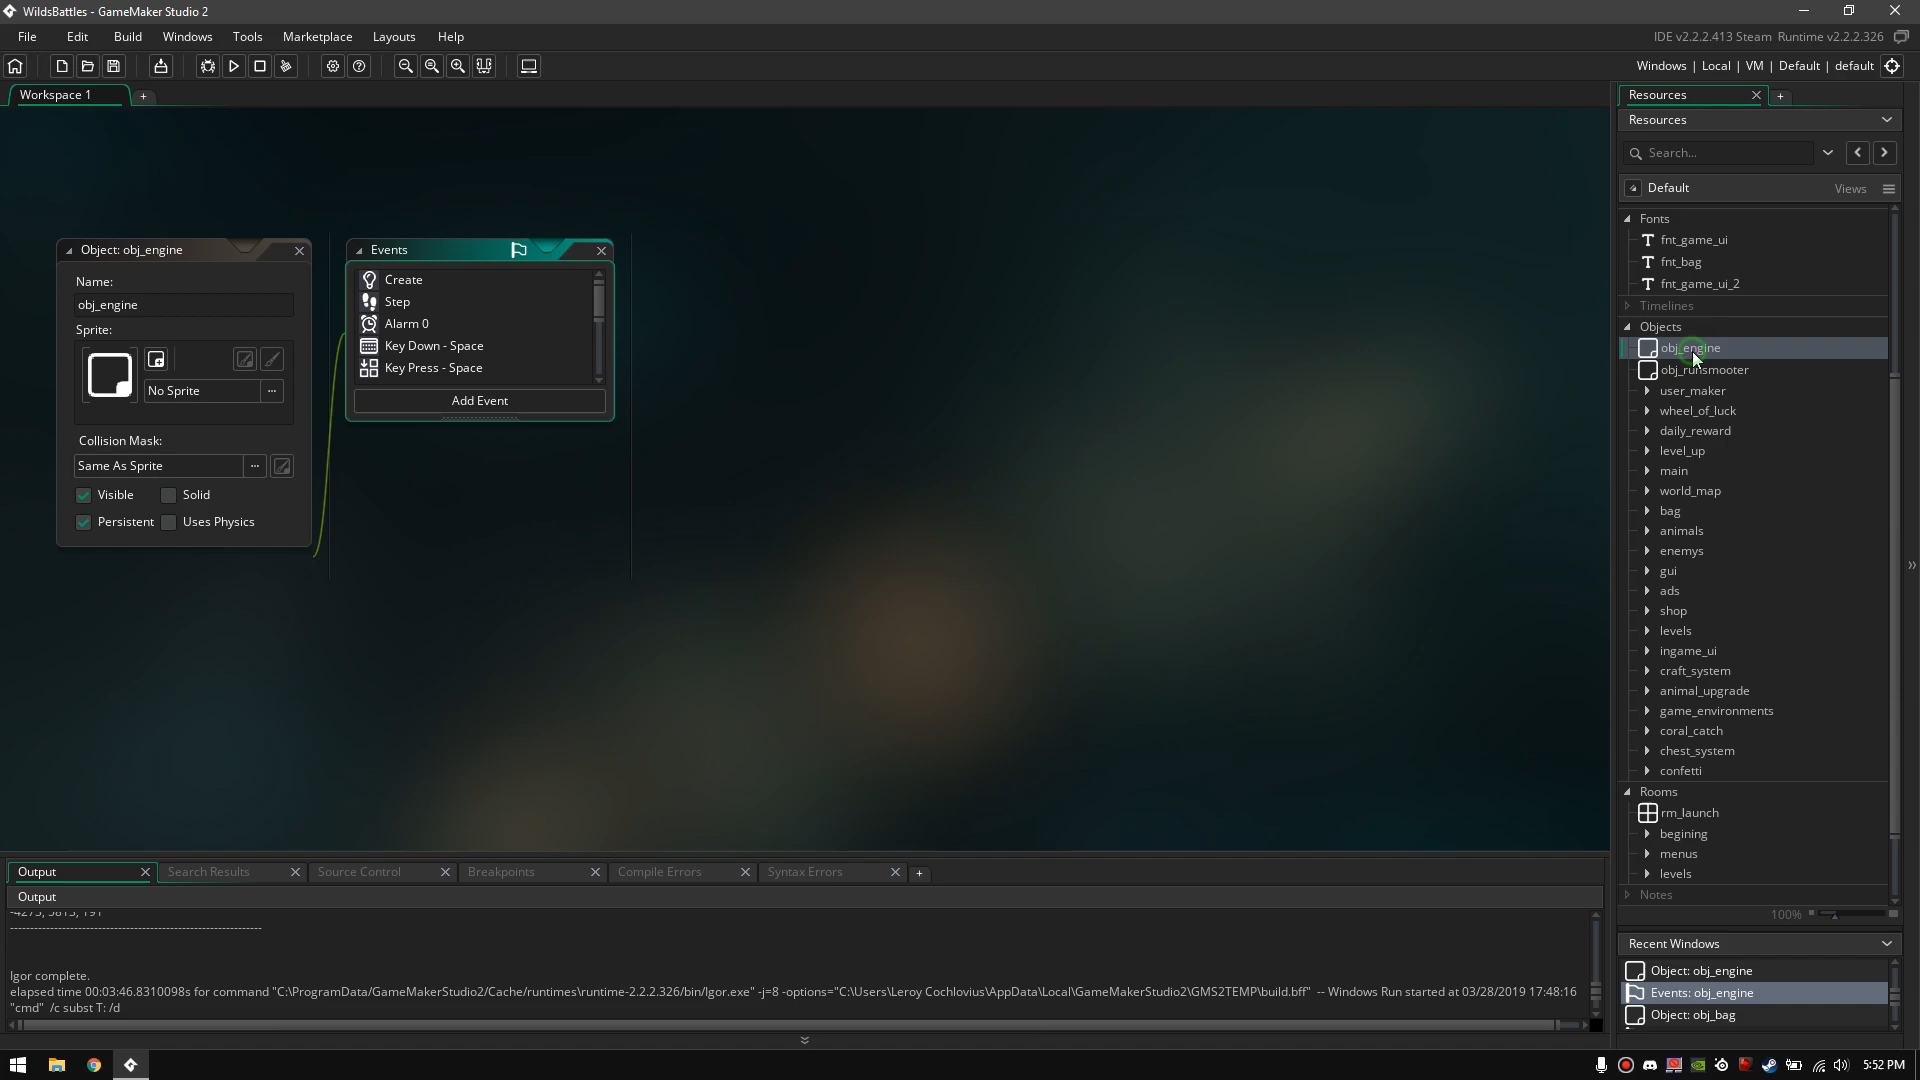 WildsBattles - GameMaker Studio 2
File Edit Build Windows Tools Marketplace Layouts Help
IDE v2.2.2.413 Steam Runtime v2.2.2.326
Windows | Local | VM | Default | default
Workspace 1
Resources
Resources
Search...
Default
Views
Object: obj_engine
Name:
obj_engine
Sprite:
No Sprite
Collision Mask:
Same As Sprite
Visible
Solid
Persistent
Uses Physics
Events
Create
Step
Alarm 0
Key Down - Space
Key Press - Space
Add Event
Fonts
fnt_game_ui
fnt_bag
fnt_game_ui_2
Timelines
Objects
obj_engine
obj_runsmooter
user_maker
wheel_of_luck
daily_reward
level_up
main
world_map
bag
animals
enemys
gui
ads
shop
levels
ingame_ui
craft_system
animal_upgrade
game_environments
coral_catch
chest_system
confetti
Rooms
rm_launch
begining
menus
levels
Notes
100%
Recent Windows
Object: obj_engine
Events: obj_engine
Object: obj_bag
Output
Search Results
Source Control
Breakpoints
Compile Errors
Syntax Errors
Output
-4273, 5815, 191
----------------------------------------------------------------
Igor complete.
elapsed time 00:03:46.8310098s for command "C:\ProgramData/GameMakerStudio2/Cache/runtimes\runtime-2.2.2.326/bin/Igor.exe" -j=8 -options="C:\Users\Leroy Cochlovius\AppData\Local\GameMakerStudio2\GMS2TEMP\build.bff" -- Windows Run started at 03/28/2019 17:48:16
"cmd" /c subst T: /d
5:52 PM